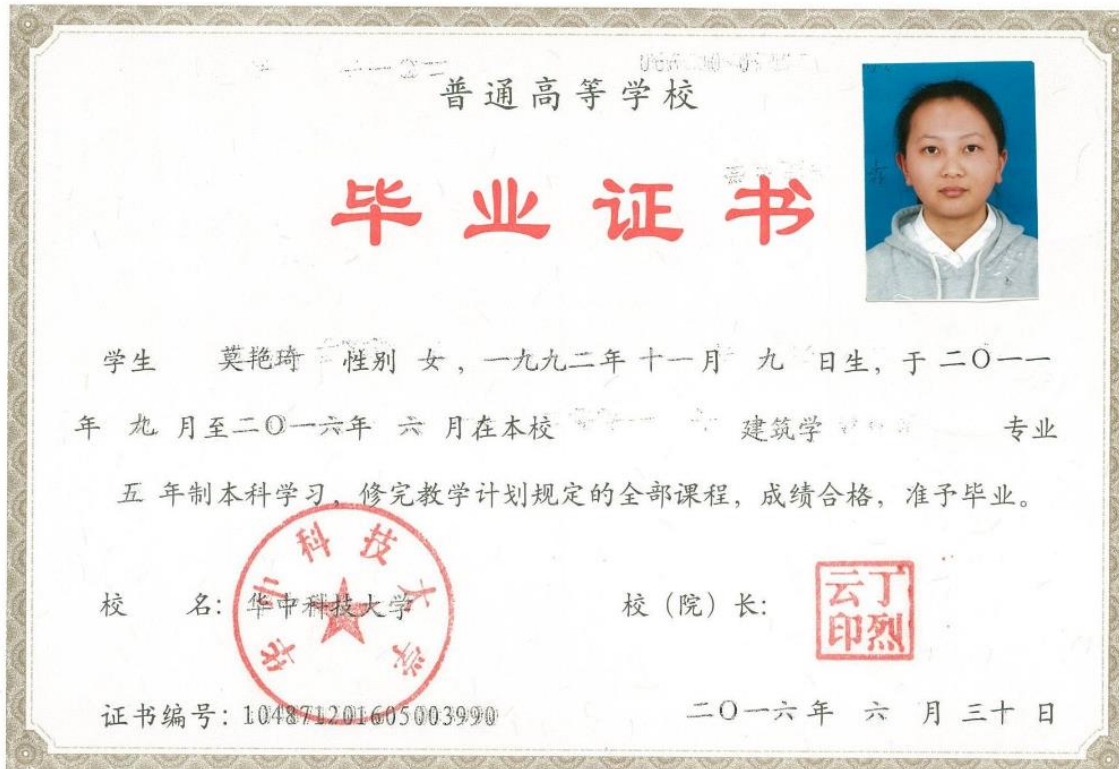 普通高等学校
毕业证书
学生 莫艳琦 性别 女，一九九二年 十一月 九 日生，于 二〇一一
年 九 月至二〇一六年 六 月在本校 建筑学 专业
五 年制本科学习，修完教学计划规定的全部课程，成绩合格，准予毕业。
华中科技大学
校 名：华中科技大学 校（院）长：
丁烈云印
证书编号：104871201605003990 二〇一六年 六 月 三十 日